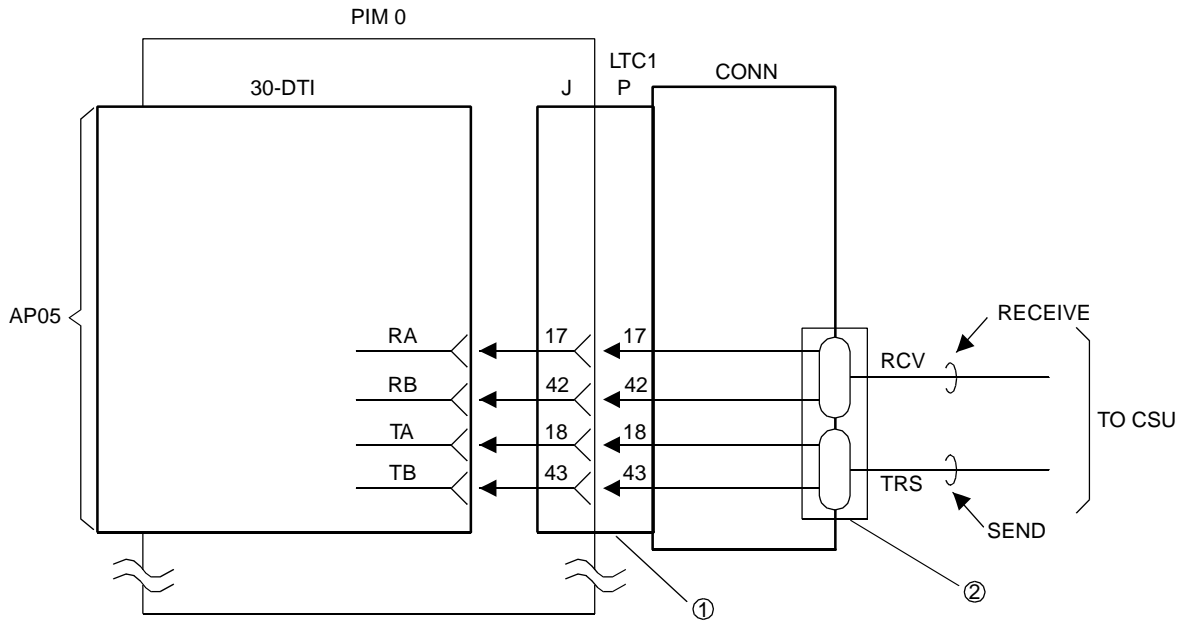 PIM 0
LTC1
30-DTI
J
P
CONN
AP05
RA
17
17
RB
42
42
TA
18
18
TB
43
43
RCV
TRS
RECEIVE
SEND
TO CSU
①
②